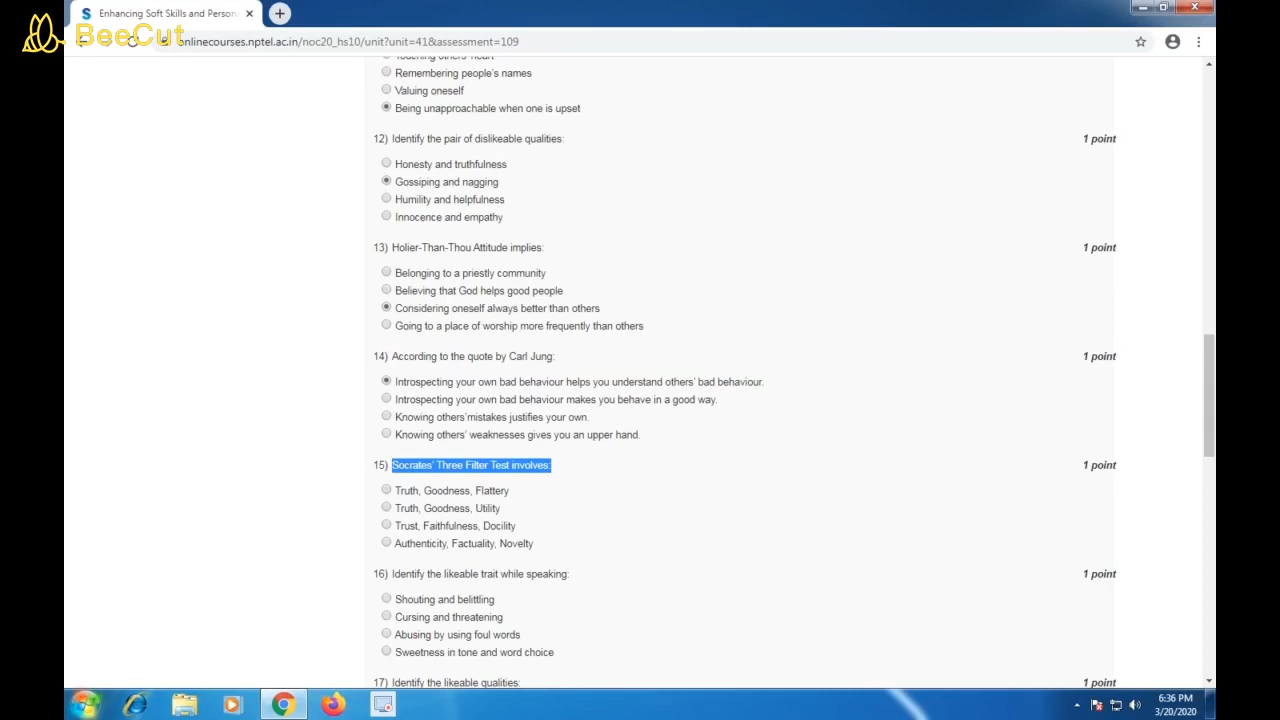 Enhancing Soft Skills and Person
BeeCut
nlinecourses.nptel.ac.in/noc20_hs10/unit?unit=41&assessment=109
Touching others' heart
Remembering people's names
Valuing oneself
Being unapproachable when one is upset
12) Identify the pair of dislikeable qualities: 1 point
Honesty and truthfulness
Gossiping and nagging
Humility and helpfulness
Innocence and empathy
13) Holier-Than-Thou Attitude implies: 1 point
Belonging to a priestly community
Believing that God helps good people
Considering oneself always better than others
Going to a place of worship more frequently than others
14) According to the quote by Carl Jung: 1 point
Introspecting your own bad behaviour helps you understand others' bad behaviour.
Introspecting your own bad behaviour makes you behave in a good way.
Knowing others'mistakes justifies your own.
Knowing others' weaknesses gives you an upper hand.
15) Socrates' Three Filter Test involves: 1 point
Truth, Goodness, Flattery
Truth, Goodness, Utility
Trust, Faithfulness, Docility
Authenticity, Factuality, Novelty
16) Identify the likeable trait while speaking: 1 point
Shouting and belittling
Cursing and threatening
Abusing by using foul words
Sweetness in tone and word choice
17) Identify the likeable qualities: 1 point
6:36 PM
3/20/2020